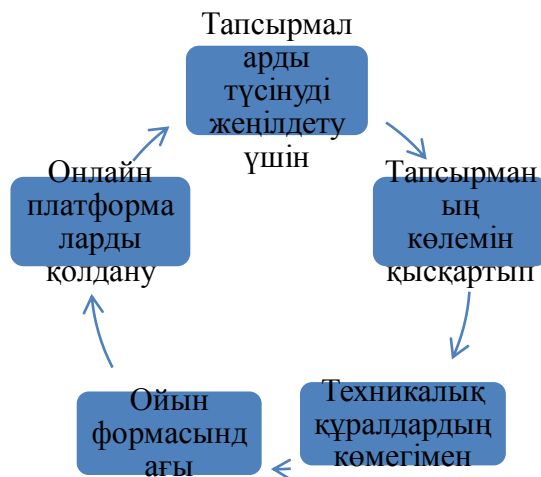 Тапсырмал
арды
түсінуді
жеңілдету
үшін
Тапсырман
ың
көлемін
қысқартып
Техникалық
құралдардың
көмегімен
Ойын
формасынд
ағы
Онлайн
платформа
ларды
қолдану